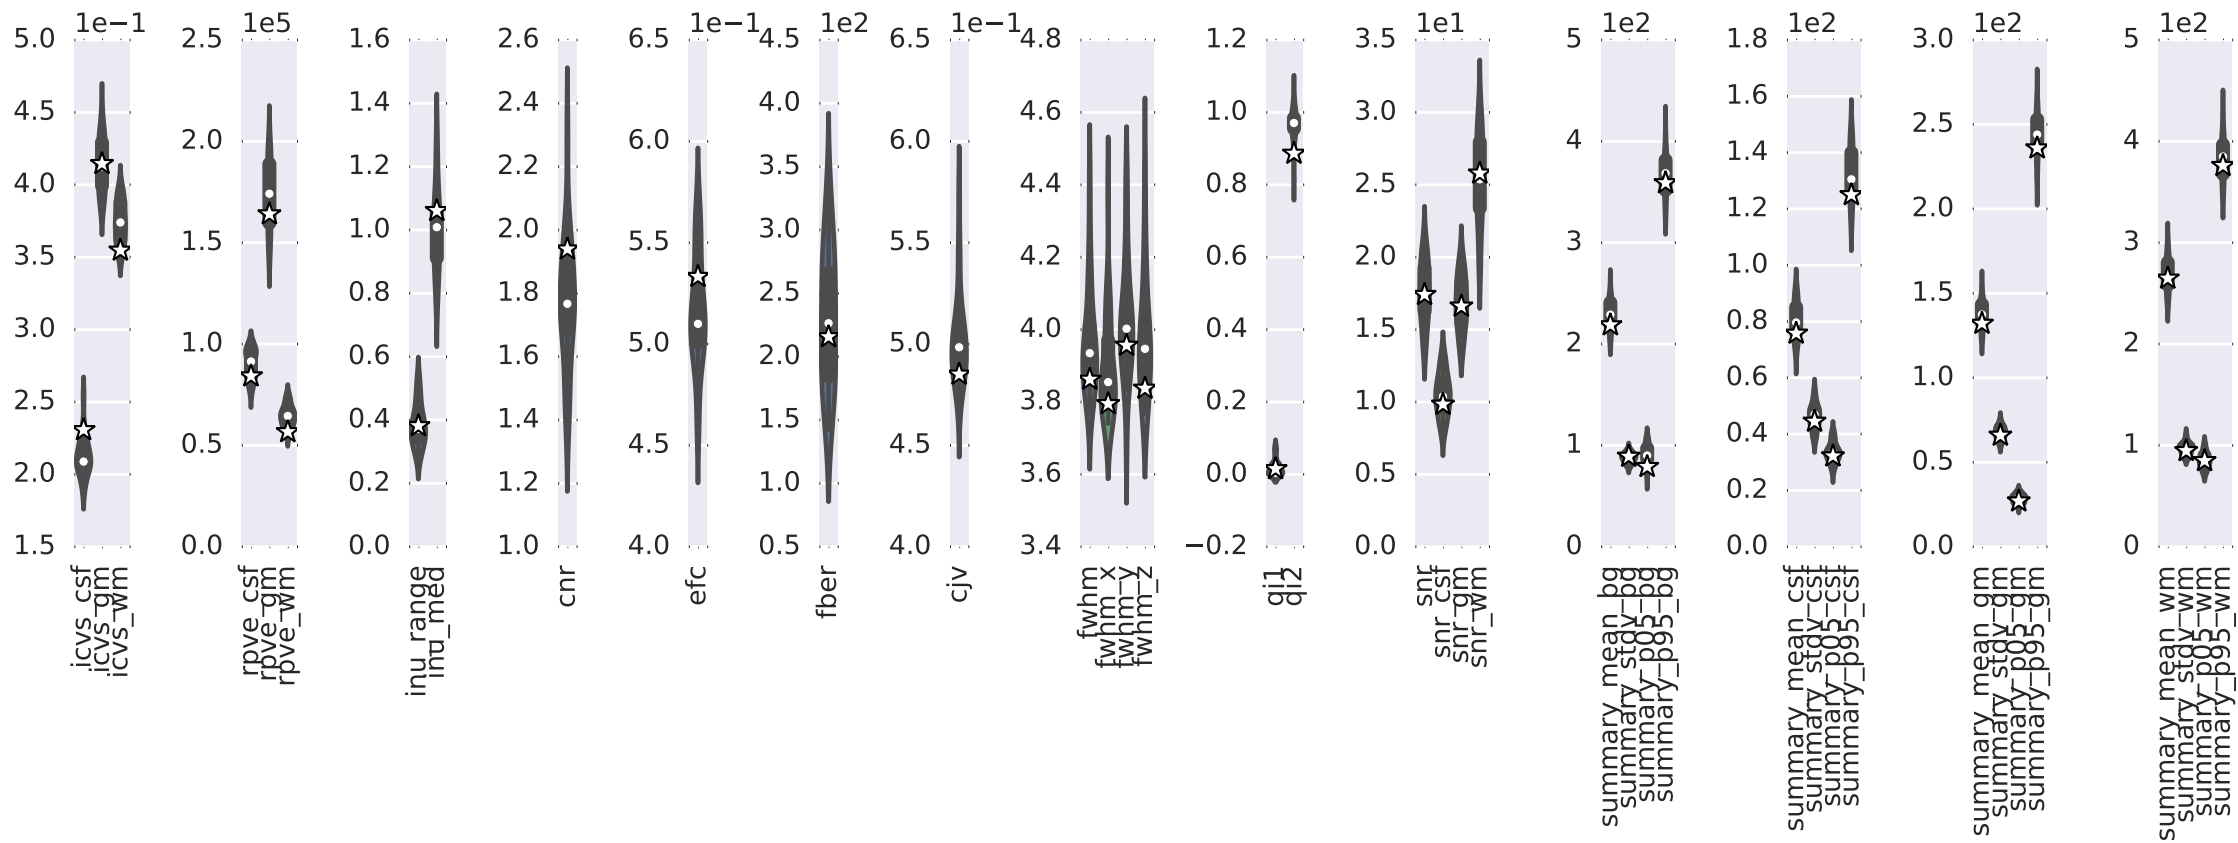 1e−1
5.0
4.5
4.0
3.5
3.0
2.5
2.0
1.5
icvs_csf
icvs_gm
icvs_wm
1e5
2.5
2.0
1.5
1.0
0.5
0.0
rpve_csf
rpve_gm
rpve_wm
1.6
1.4
1.2
1.0
0.8
0.6
0.4
0.2
0.0
inu_range
inu_med
2.6
2.4
2.2
2.0
1.8
1.6
1.4
1.2
1.0
cnr
1e−1
6.5
6.0
5.5
5.0
4.5
4.0
efc
1e2
4.5
4.0
3.5
3.0
2.5
2.0
1.5
1.0
0.5
fber
1e−1
6.5
6.0
5.5
5.0
4.5
4.0
cjv
4.8
4.6
4.4
4.2
4.0
3.8
3.6
3.4
fwhm
fwhm_x
fwhm_y
fwhm_z
1.2
1.0
0.8
0.6
0.4
0.2
0.0
−0.2
qi1
qi2
1e1
3.5
3.0
2.5
2.0
1.5
1.0
0.5
0.0
snr
snr_csf
snr_gm
snr_wm
1e2
5
4
3
2
1
0
summary_mean_bg
summary_stdv_bg
summary_p05_bg
summary_p95_bg
1e2
1.8
1.6
1.4
1.2
1.0
0.8
0.6
0.4
0.2
0.0
summary_mean_csf
summary_stdv_csf
summary_p05_csf
summary_p95_csf
1e2
3.0
2.5
2.0
1.5
1.0
0.5
0.0
summary_mean_gm
summary_stdv_gm
summary_p05_gm
summary_p95_gm
1e2
5
4
3
2
1
0
summary_mean_wm
summary_stdv_wm
summary_p05_wm
summary_p95_wm